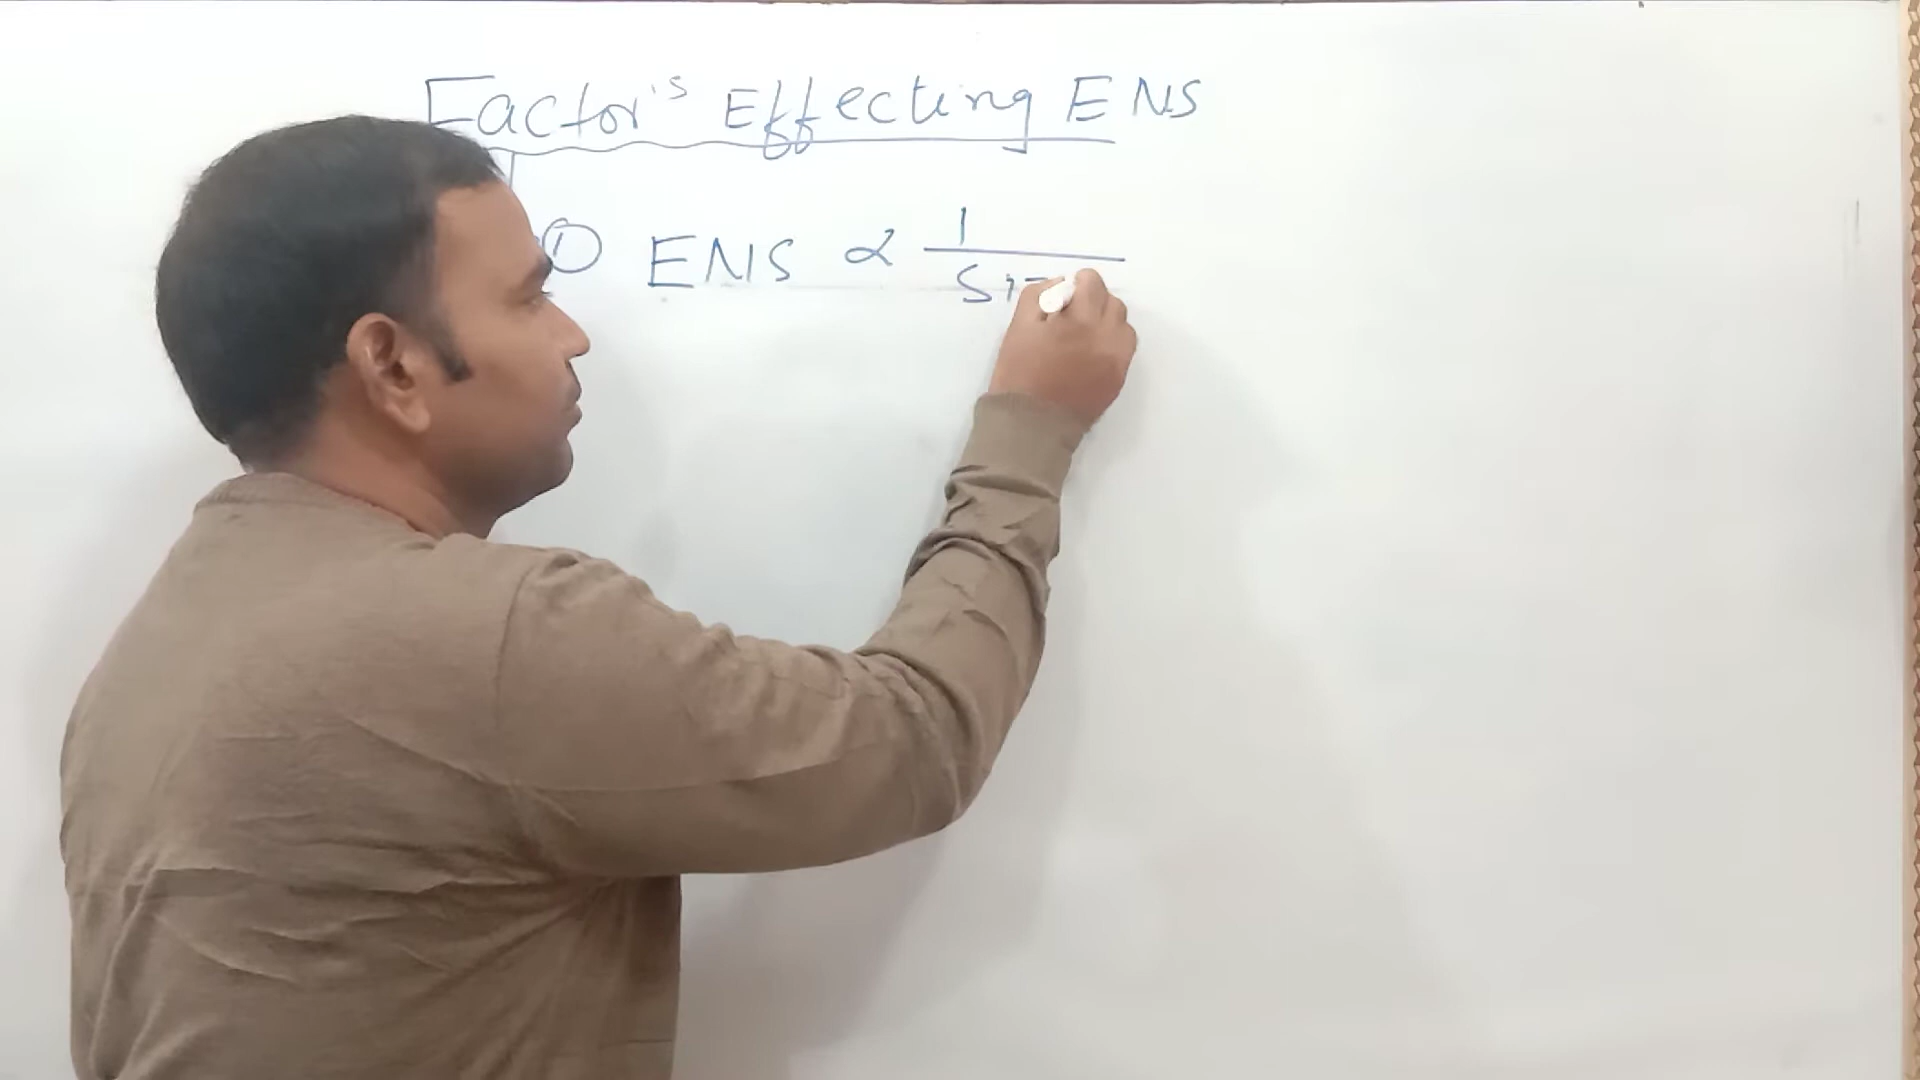 Factor's Effecting ENS
① ENS ∝ 1